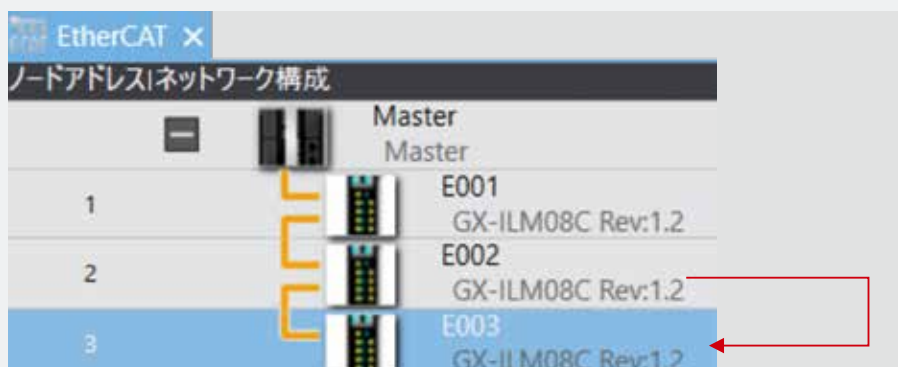 EtherCAT ×
ノードアドレス|ネットワーク構成
Master
Master
1
E001
GX-ILM08C Rev:1.2
2
E002
GX-ILM08C Rev:1.2
3
E003
GX-ILM08C Rev:1.2